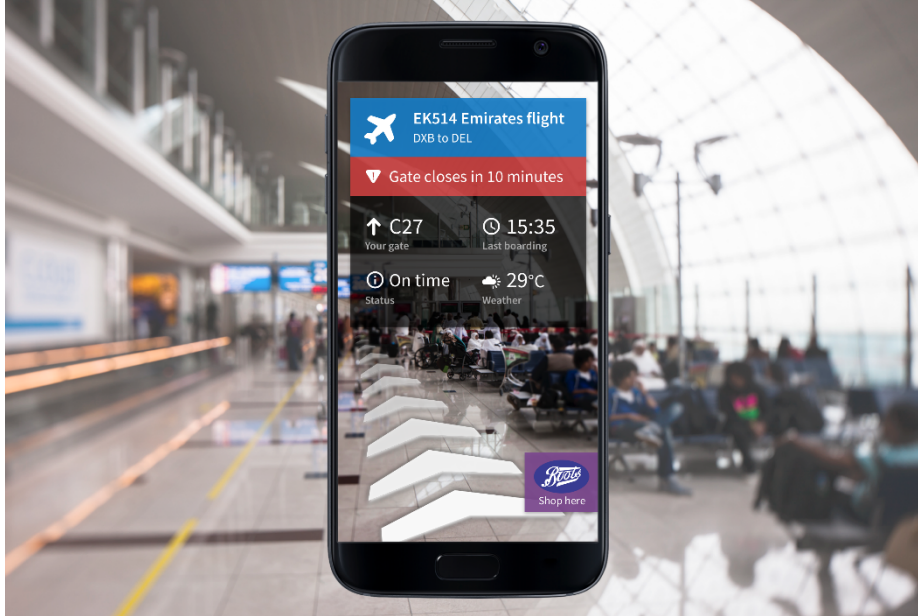 EK514 Emirates flight
DXB to DEL
Gate closes in 10 minutes
C27
Your gate
15:35
Last boarding
On time
Status
29°C
Weather
Boots
Shop here